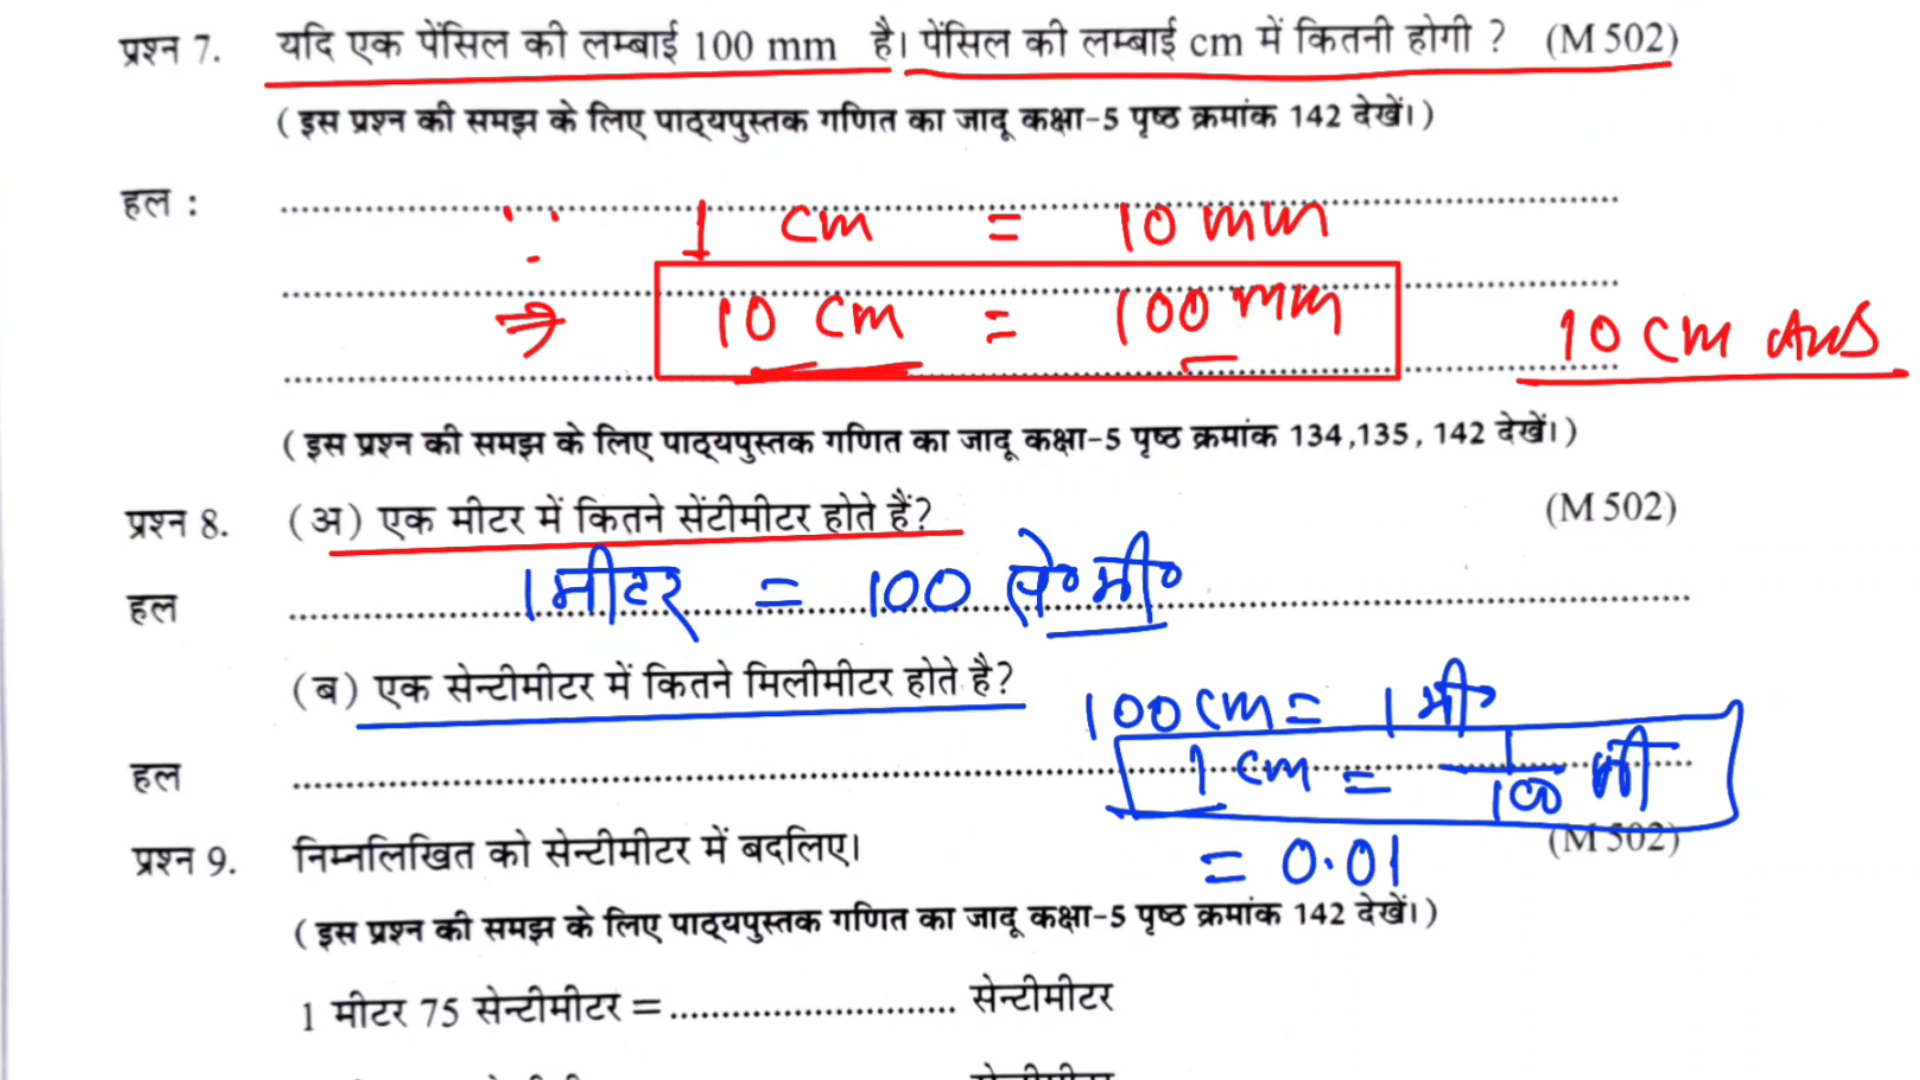 प्रश्न 7. यदि एक पेंसिल की लम्बाई 100 mm है। पेंसिल की लम्बाई cm में कितनी होगी ? (M 502)
(इस प्रश्न की समझ के लिए पाठ्यपुस्तक गणित का जादू कक्षा-5 पृष्ठ क्रमांक 142 देखें।)
हल :
∵ 1 cm = 10 mm
⇒ 10 cm = 100 mm
10 cm Ans
(इस प्रश्न की समझ के लिए पाठ्यपुस्तक गणित का जादू कक्षा-5 पृष्ठ क्रमांक 134,135, 142 देखें।)
प्रश्न 8. (अ) एक मीटर में कितने सेंटीमीटर होते हैं? (M 502)
हल 1 मीटर = 100 से॰मी॰
(ब) एक सेन्टीमीटर में कितने मिलीमीटर होते है?
100 cm = 1 मी॰
हल 1 cm = 1/100 मी
= 0.01
प्रश्न 9. निम्नलिखित को सेन्टीमीटर में बदलिए। (M 502)
(इस प्रश्न की समझ के लिए पाठ्यपुस्तक गणित का जादू कक्षा-5 पृष्ठ क्रमांक 142 देखें।)
1 मीटर 75 सेन्टीमीटर = ............................ सेन्टीमीटर